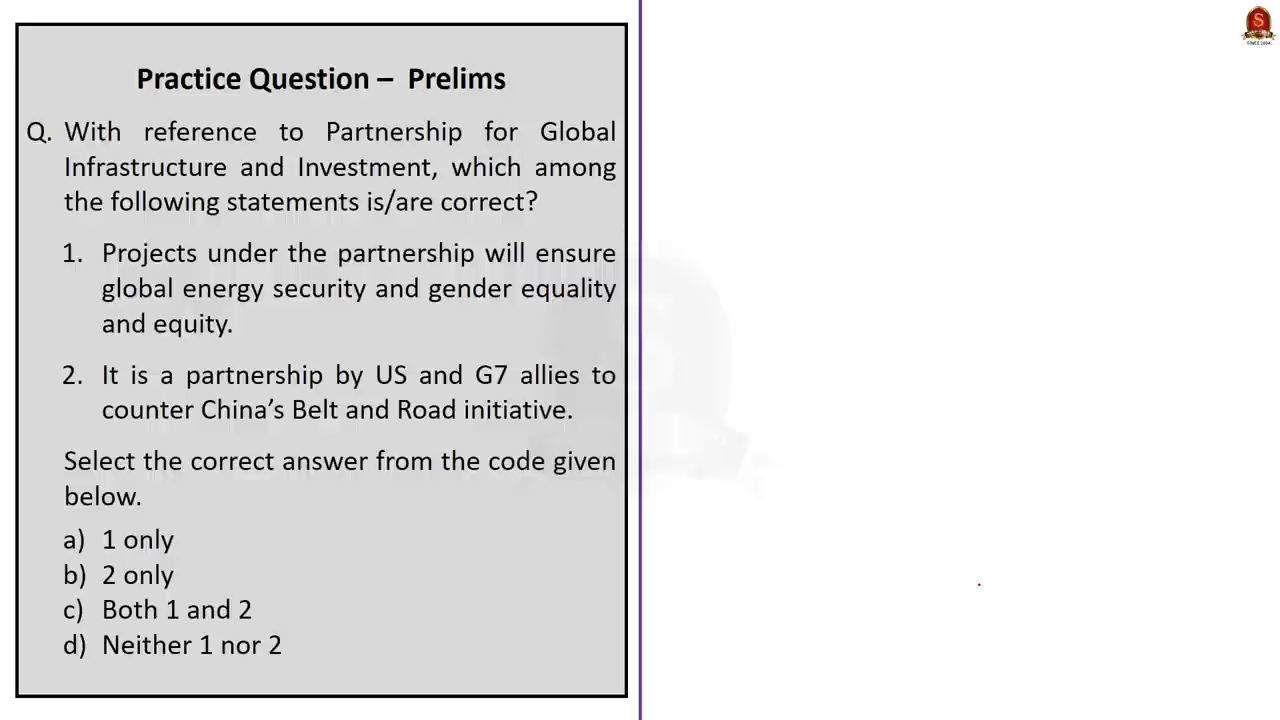 Practice Question – Prelims
Q. With reference to Partnership for Global
Infrastructure and Investment, which among
the following statements is/are correct?
1. Projects under the partnership will ensure
global energy security and gender equality
and equity.
2. It is a partnership by US and G7 allies to
counter China’s Belt and Road initiative.
Select the correct answer from the code given
below.
a) 1 only
b) 2 only
c) Both 1 and 2
d) Neither 1 nor 2
S
SINCE 2004